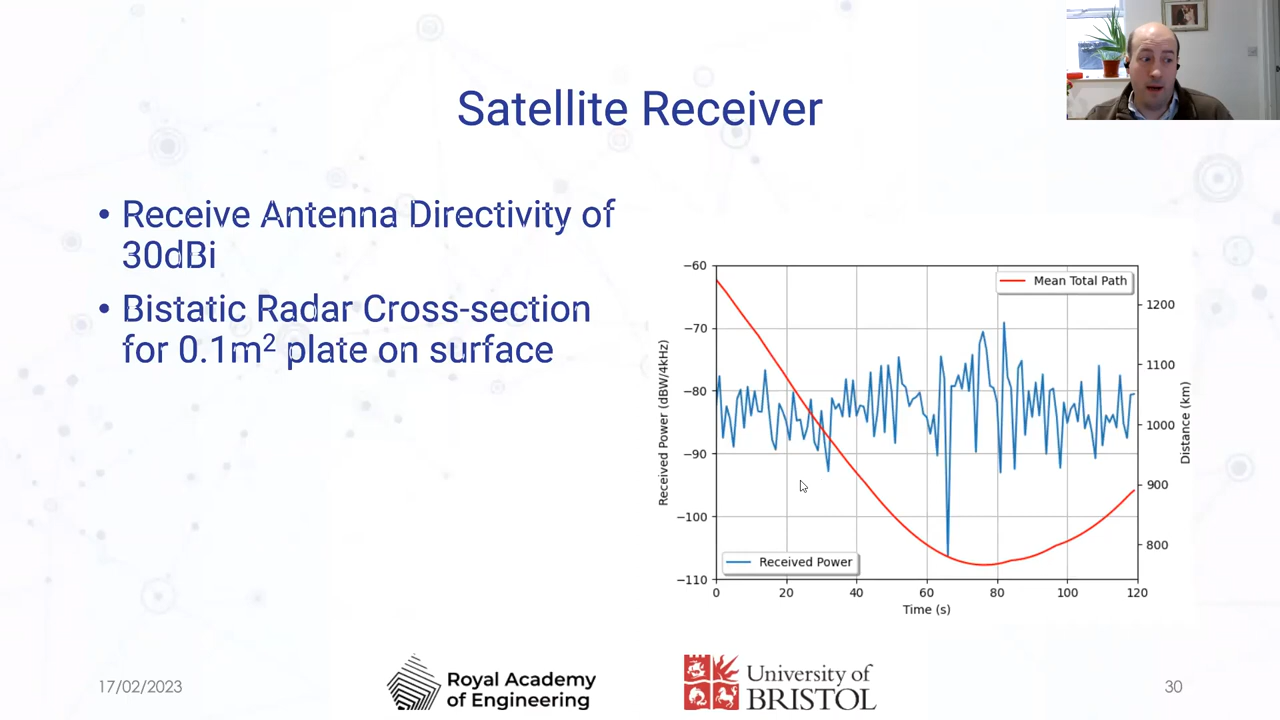 Satellite Receiver
• Receive Antenna Directivity of
30dBi
• Bistatic Radar Cross-section
for 0.1m² plate on surface
Mean Total Path
Received Power
−60
−70
−80
−90
−100
−110
Received Power (dBW/4kHz)
1200
1100
1000
900
800
Distance (km)
0 20 40 60 80 100 120
Time (s)
17/02/2023
Royal Academy
of Engineering
University of
BRISTOL
30